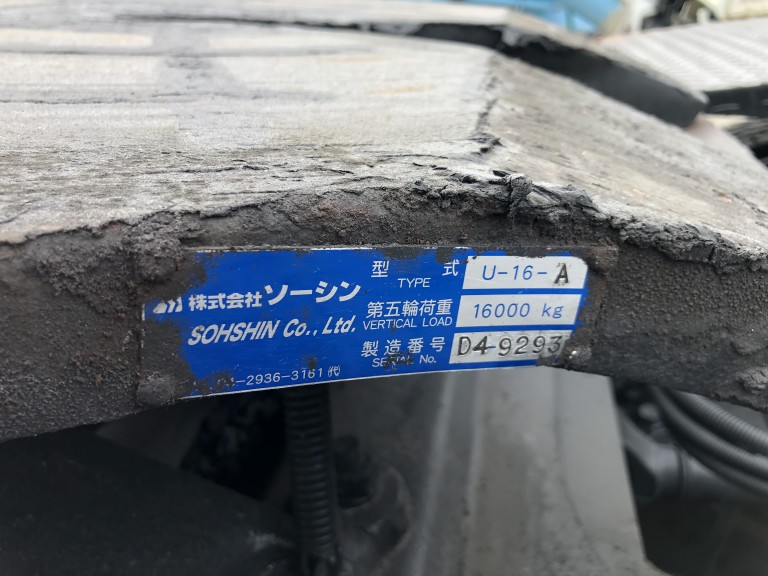 株式会社 ソーシン
SOHSHIN Co., Ltd.
-2936-3161 (代)
型 式 U-16-A
TYPE
第五輪荷重 16000 kg
VERTICAL LOAD
製造番号 D4 9293
SERIAL No.